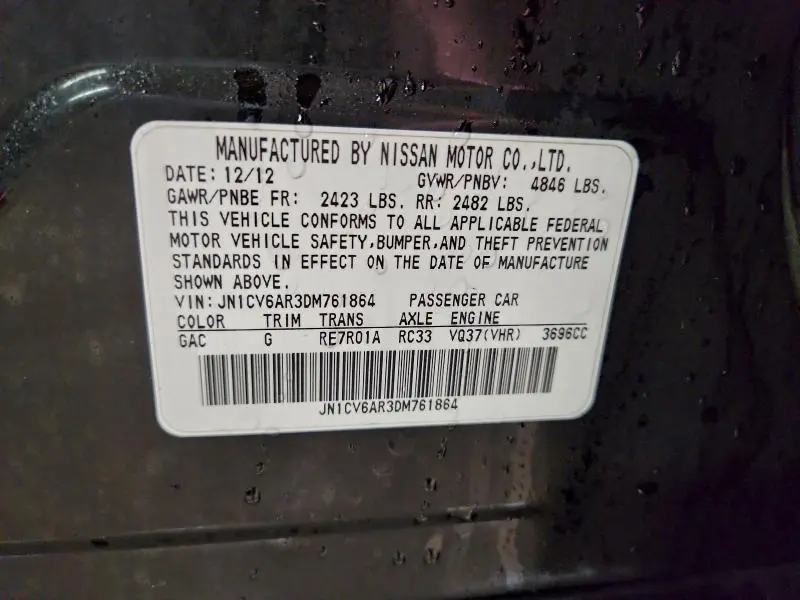 MANUFACTURED BY NISSAN MOTOR CO.,LTD.
DATE: 12/12 GVWR/PNBV: 4846 LBS.
GAWR/PNBE FR: 2423 LBS. RR: 2482 LBS.
THIS VEHICLE CONFORMS TO ALL APPLICABLE FEDERAL
MOTOR VEHICLE SAFETY,BUMPER,AND THEFT PREVENTION
STANDARDS IN EFFECT ON THE DATE OF MANUFACTURE
SHOWN ABOVE.
VIN:JN1CV6AR3DM761864 PASSENGER CAR
COLOR TRIM TRANS AXLE ENGINE
GAC G RE7R01A RC33 VQ37(VHR) 3696CC
JN1CV6AR3DM761864